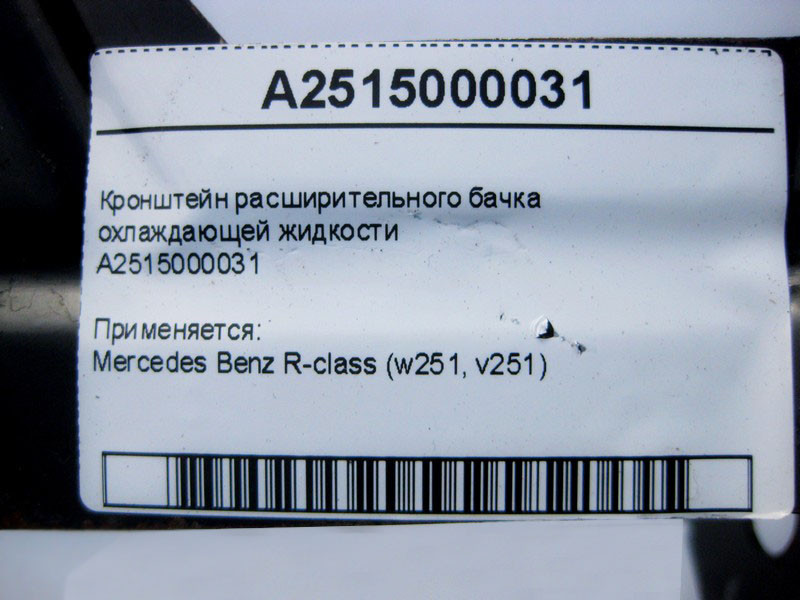 A2515000031
Кронштейн расширительного бачка
охлаждающей жидкости
A2515000031
Применяется:
Mercedes Benz R-class (w251, v251)